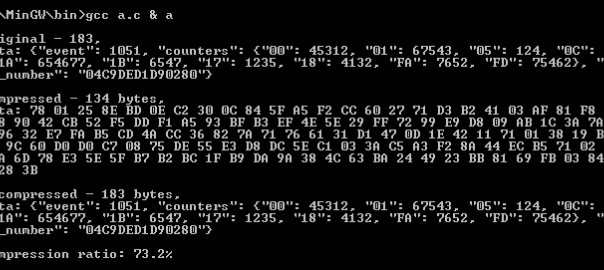 \MinGW\bin>gcc a.c & a
iginal - 183,
ta: {"event": 1051, "counters": {"00": 45312, "01": 67543, "05": 124, "0C":
1A": 654677, "1B": 6547, "17": 1235, "18": 4132, "FA": 7652, "FD": 75462}, "
_number": "04C9DED1D90280"}
mpressed - 134 bytes,
ta: 78 01 25 8E BD 0E C2 30 0C 84 5F A5 F2 CC 60 27 71 D3 B2 41 03 AF 81 F8
8 90 42 CB 52 F5 DD F1 A5 93 BF B3 EF 4E 5E 29 FF 72 99 E9 D8 09 AB 1C 3A 7A
96 32 E7 FA B5 CD 4A CC 36 82 7A 71 76 61 31 D1 47 0D 1E 42 11 71 01 38 19 B
9C 60 D0 D0 C7 08 75 DE 55 E3 D8 DC 5E C1 03 3A C5 A3 F2 8A 44 EC B5 71 02
A 6D 78 E3 5E 5F B7 B2 BC 1F B9 DA 9A 38 4C 63 BA 24 49 23 BB 81 69 FB 03 84
28 3B
compressed - 183 bytes,
ta: {"event": 1051, "counters": {"00": 45312, "01": 67543, "05": 124, "0C":
1A": 654677, "1B": 6547, "17": 1235, "18": 4132, "FA": 7652, "FD": 75462}, "
_number": "04C9DED1D90280"}
mpression ratio: 73.2%